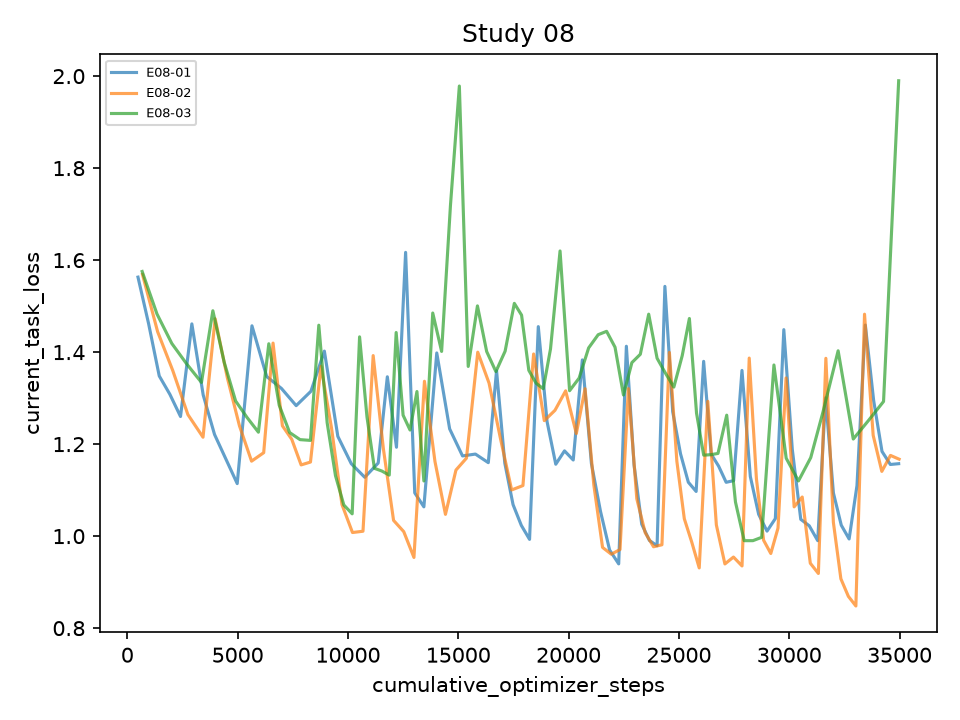 Study 08
E08-01
E08-02
E08-03
current_task_loss
2.0
1.8
1.6
1.4
1.2
1.0
0.8
0 5000 10000 15000 20000 25000 30000 35000
cumulative_optimizer_steps